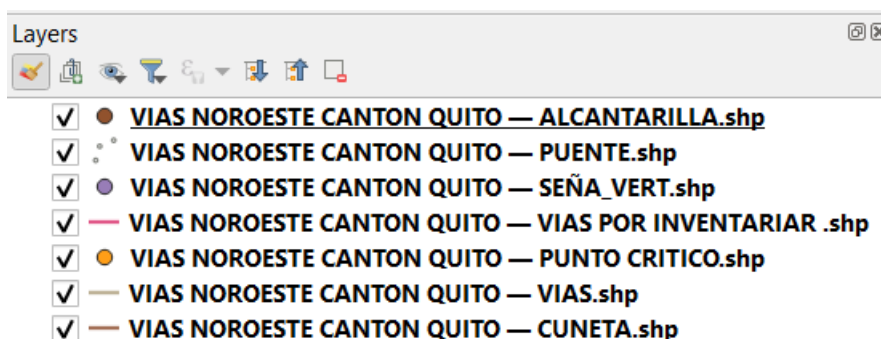 Layers
VIAS NOROESTE CANTON QUITO — ALCANTARILLA.shp
VIAS NOROESTE CANTON QUITO — PUENTE.shp
VIAS NOROESTE CANTON QUITO — SEÑA_VERT.shp
VIAS NOROESTE CANTON QUITO — VIAS POR INVENTARIAR .shp
VIAS NOROESTE CANTON QUITO — PUNTO CRITICO.shp
VIAS NOROESTE CANTON QUITO — VIAS.shp
VIAS NOROESTE CANTON QUITO — CUNETA.shp